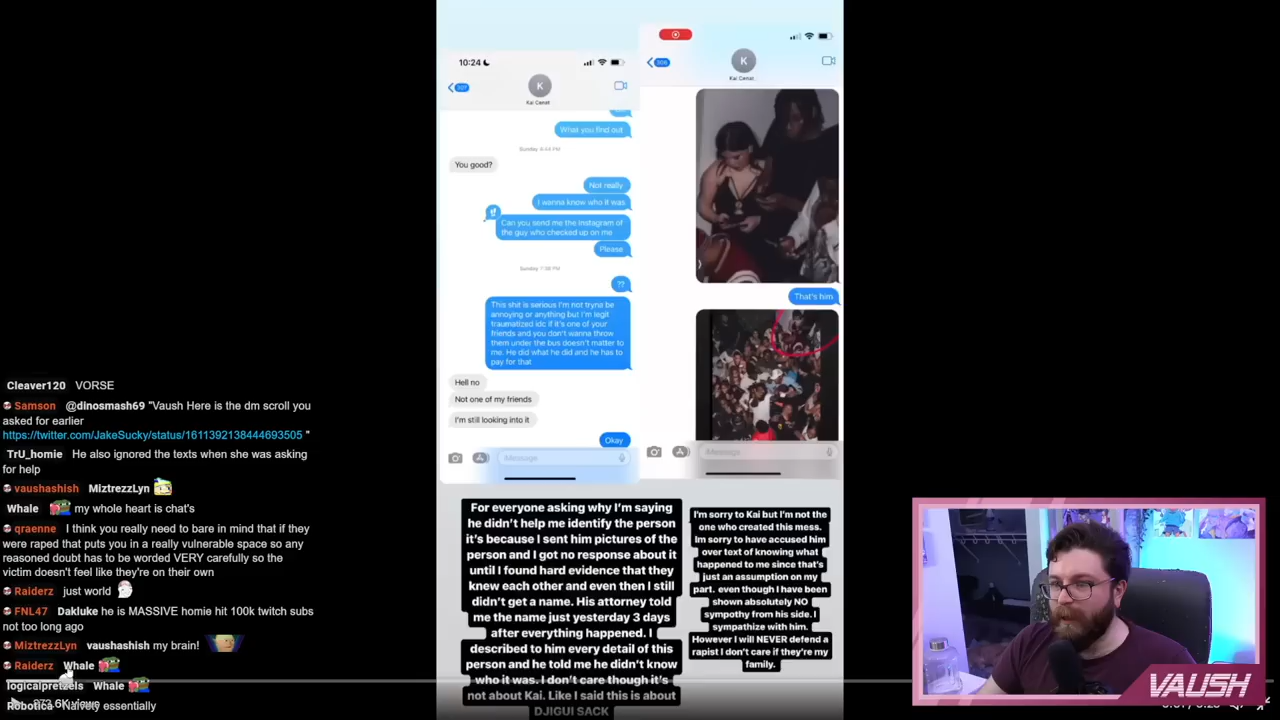 10:24
307
K
Kai Cenat
What you find out
Sunday 8:44 PM
You good?
Not really
I wanna know who it was
Can you send me the Instagram of
the guy who checked up on me
Please
??
This shit is serious I'm not tryna be
annoying or anything but I'm legit
traumatized idc if it's one of your
friends and you don't wanna throw
them under the bus doesn't matter to
me. He did what he did and he has to
pay for that
Hell no
Not one of my friends
I'm still looking into it
Okay
iMessage
306
K
Kai Cenat
That's him
iMessage
For everyone asking why I'm saying
he didn't help me identify the person
it's because I sent him pictures of the
person and I got no response about it
until I found hard evidence that they
knew each other and even then I still
didn't get a name. His attorney told
me the name just yesterday 3 days
after everything happened. I
described to him every detail of this
person and he told me he didn't know
who it was. I don't care though it's
not about Kai. Like I said this is about
DJIGUI SACK
I'm sorry to Kai but I'm not the
one who created this mess.
Im sorry to have accused him
over text of knowing what
happened to me since that's
just an assumption on my
part. even though I have been
shown absolutely NO
sympathy from his side. I
sympathize with him.
However I will NEVER defend a
rapist I don't care if they're my
family.
Cleaver120 VORSE
Samson @dinosmash69 "Vaush Here is the dm scroll you
asked for earlier
https://twitter.com/JakeSucky/status/1611392138444693505 "
TNJ_homie He also ignored the texts when she was asking
for help
vaushashish MiztrezzLyn
Whale my whole heart is chat's
qraenne I think you really need to bare in mind that if they
were raped that puts you in a really vulnerable space so any
reasoned doubt has to be worded VERY carefully so the
victim doesn't feel like they're on their own
Raiderz just world
FNL47 Dakluke he is MASSIVE homie hit 100k twitch subs
not too long ago
MiztrezzLyn vaushashish my brain!
Raiderz Whale
logicalpretzels Whale
essentially
VAUSH